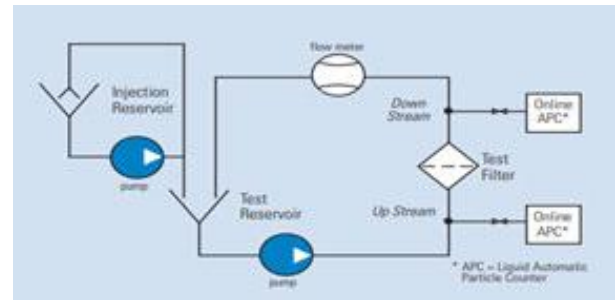 flow meter
Injection
Reservoir
Down
Stream
Online
APC*
pump
Test
Filter
Test
Reservoir
Up Stream
Online
APC*
pump
* APC = Liquid Automatic
Particle Counter